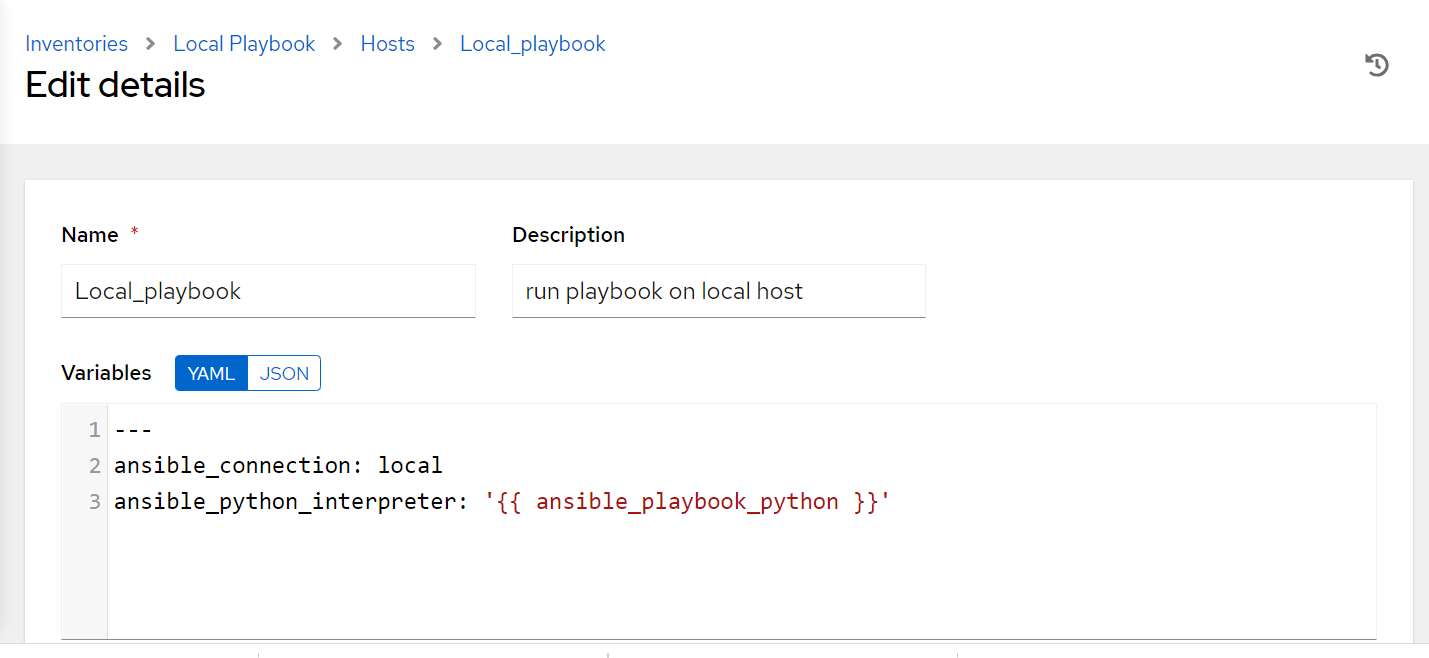 Inventories > Local Playbook > Hosts > Local_playbook
Edit details
Name *
Description
Local_playbook
run playbook on local host
Variables YAML JSON
1 ---
2 ansible_connection: local
3 ansible_python_interpreter: '{{ ansible_playbook_python }}'